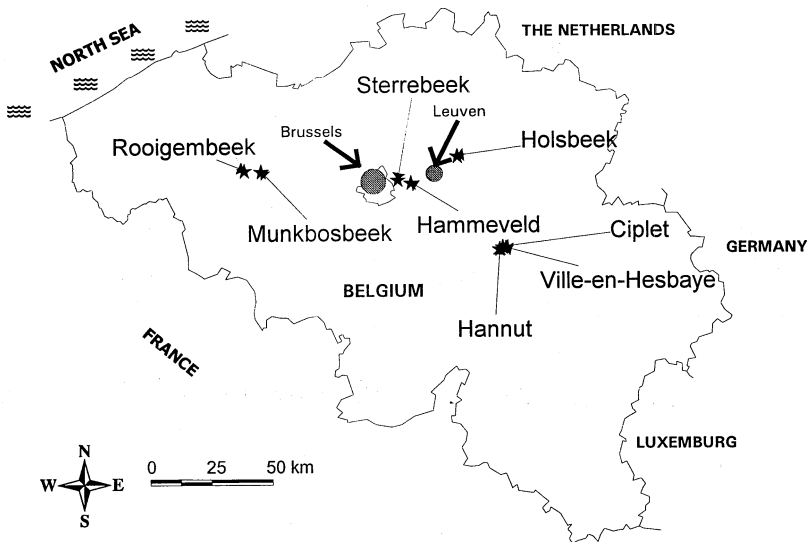 THE NETHERLANDS
NORTH SEA
Sterrebeek
Leuven
Brussels
Rooigembeek
Holsbeek
Munkbosbeek
Hammeveld
Ciplet
GERMANY
Ville-en-Hesbaye
BELGIUM
Hannut
FRANCE
LUXEMBURG
N
W
E
S
0 25 50 km